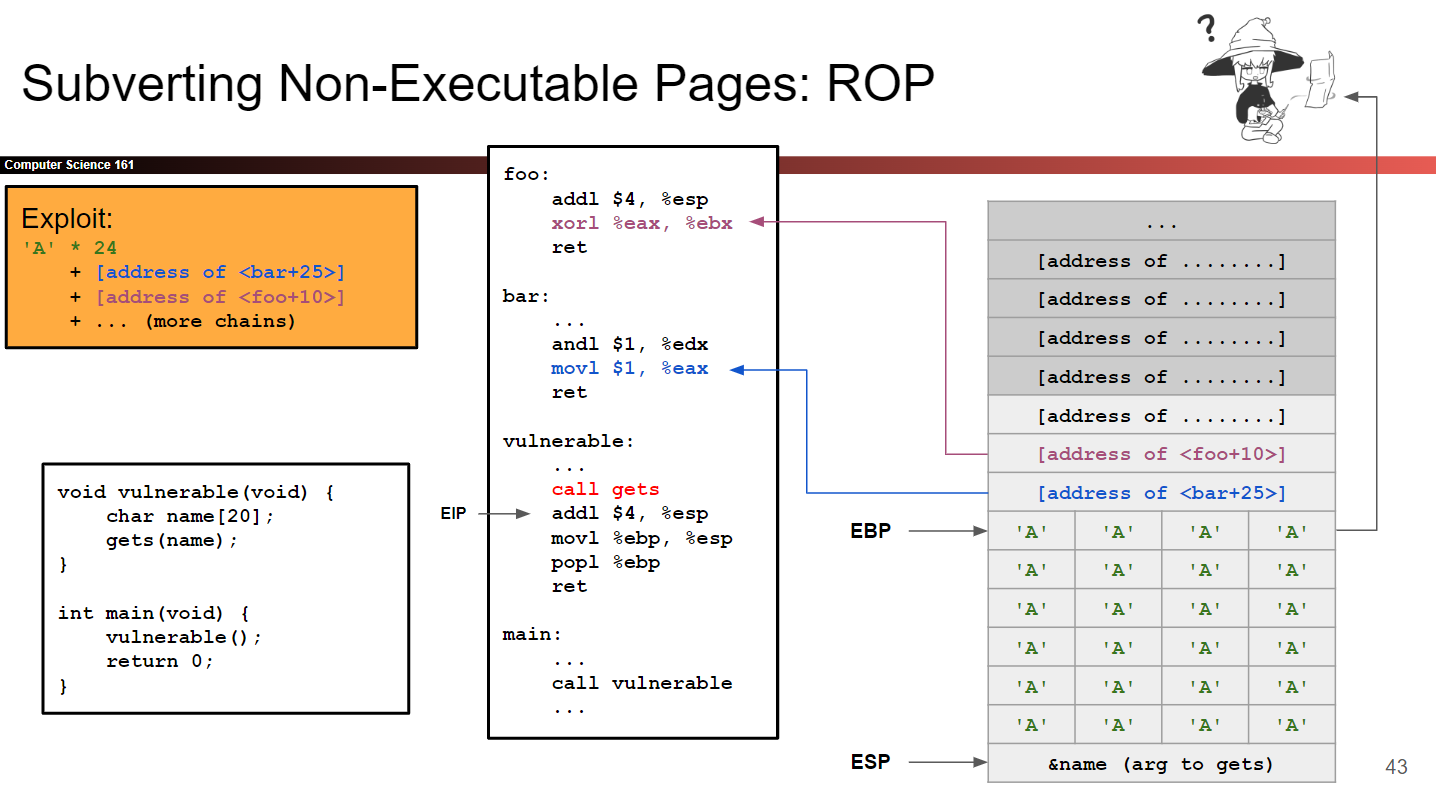 ?
Subverting Non-Executable Pages: ROP
Computer Science 161
Exploit:
'A' * 24
+ [address of <bar+25>]
+ [address of <foo+10>]
+ ... (more chains)
void vulnerable(void) {
char name[20];
gets(name);
}
int main(void) {
vulnerable();
return 0;
}
foo:
addl $4, %esp
xorl %eax, %ebx
ret
bar:
...
andl $1, %edx
movl $1, %eax
ret
vulnerable:
...
call gets
addl $4, %esp
movl %ebp, %esp
popl %ebp
ret
main:
...
call vulnerable
...
EIP
EBP
ESP
...
[address of ........]
[address of ........]
[address of ........]
[address of ........]
[address of ........]
[address of <foo+10>]
[address of <bar+25>]
'A' 'A' 'A' 'A'
'A' 'A' 'A' 'A'
'A' 'A' 'A' 'A'
'A' 'A' 'A' 'A'
'A' 'A' 'A' 'A'
'A' 'A' 'A' 'A'
&name (arg to gets)
43